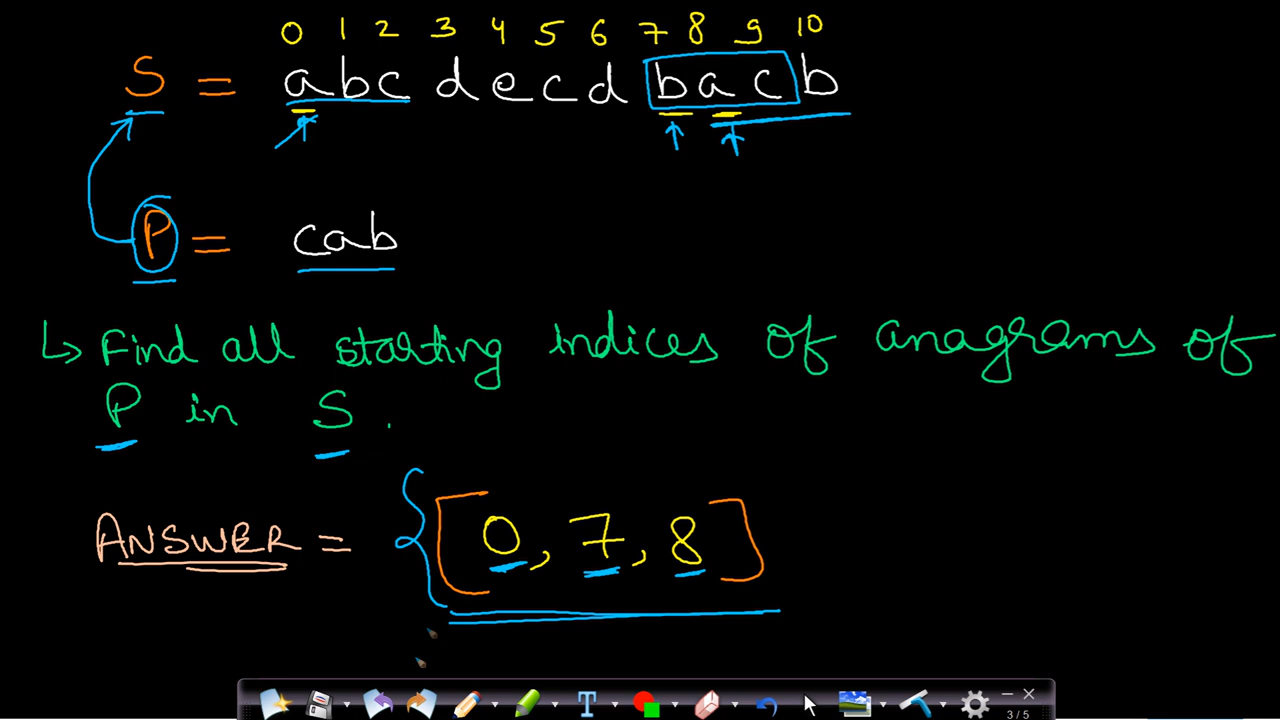 0 1 2 3 4 5 6 7 8 9 10
S = abcdecdbacb
P = cab
↳ Find all starting indices of anagrams of
P in S.
ANSWER = {[0, 7, 8]
T
3 / 5